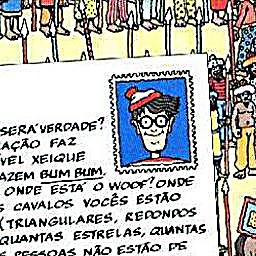 SERÁ VERDADE?
AÇÃO FAZ
VEL XEIQUE
AZEM BUM BUM.
ONDE ESTÁ O WOOF? ONDE
S CAVALOS VOCÊS ESTÃO
(TRIANGULARES, REDONDOS
QUANTAS ESTRELAS, QUANTAS
S PESSOAS NÃO ESTÃO DE